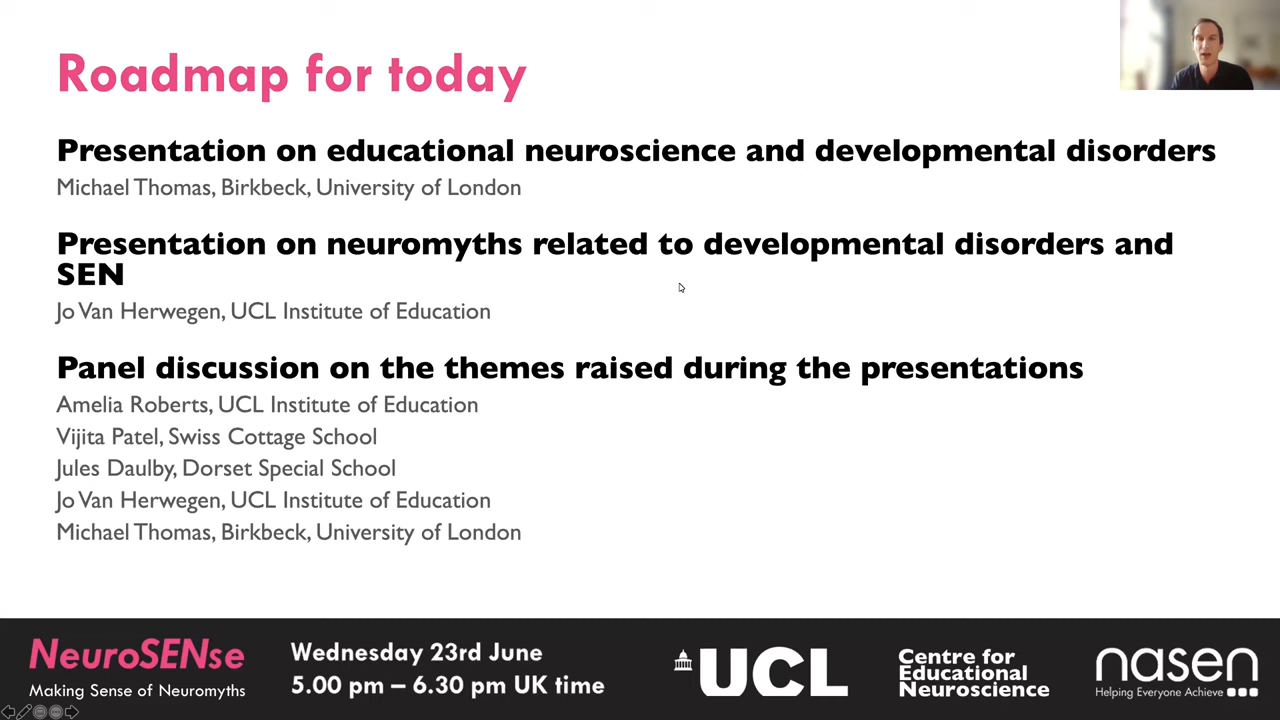 Roadmap for today
Presentation on educational neuroscience and developmental disorders
Michael Thomas, Birkbeck, University of London
Presentation on neuromyths related to developmental disorders and
SEN
Jo Van Herwegen, UCL Institute of Education
Panel discussion on the themes raised during the presentations
Amelia Roberts, UCL Institute of Education
Vijita Patel, Swiss Cottage School
Jules Daulby, Dorset Special School
Jo Van Herwegen, UCL Institute of Education
Michael Thomas, Birkbeck, University of London
NeuroSENse
Making Sense of Neuromyths
Wednesday 23rd June
5.00 pm – 6.30 pm UK time
UCL
Centre for
Educational
Neuroscience
nasen
Helping Everyone Achieve